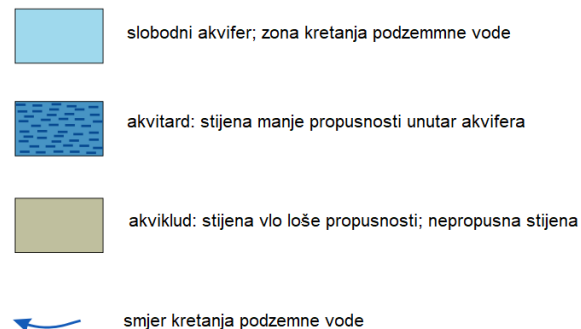 slobodni akvifer; zona kretanja podzemmne vode
akvitard: stijena manje propusnosti unutar akvifera
akviklud: stijena vlo loše propusnosti; nepropusna stijena
smjer kretanja podzemne vode